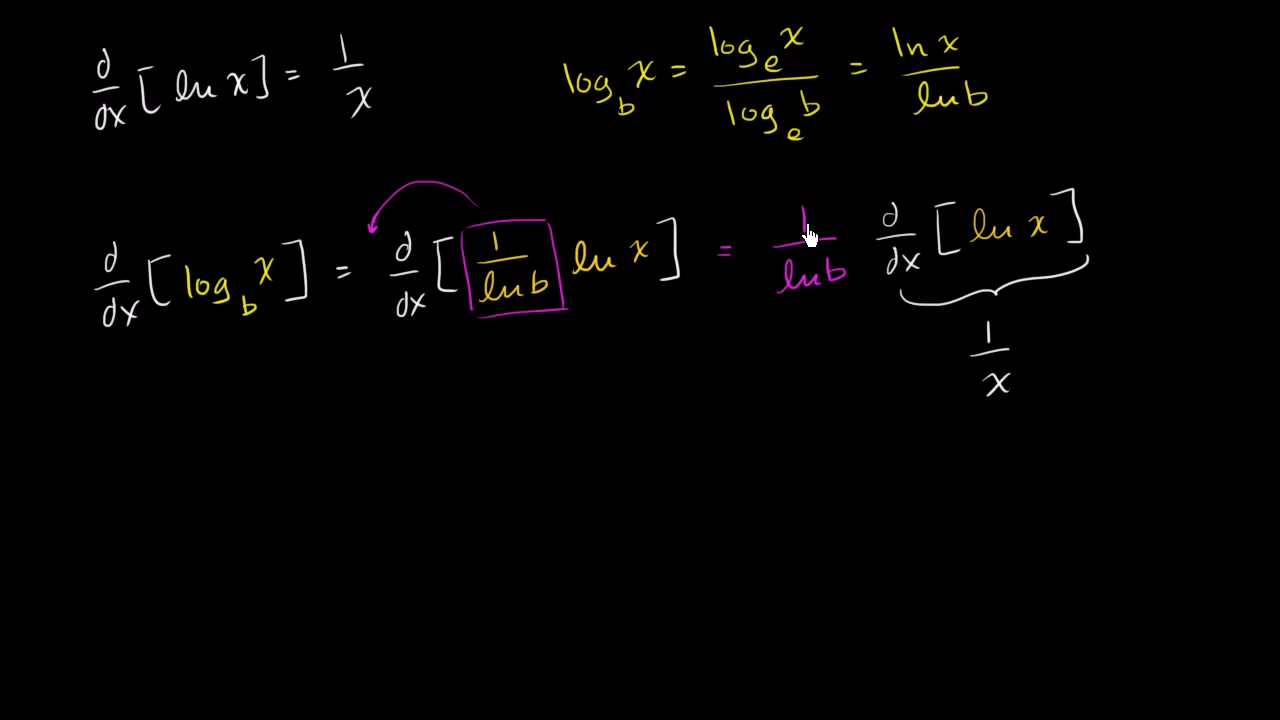 d/dx [ln x] = 1/x
log_b x = log_e x / log_e b = ln x / ln b
d/dx [log_b x] = d/dx [1/ln b ln x] = 1/ln b d/dx [ln x]
1/x